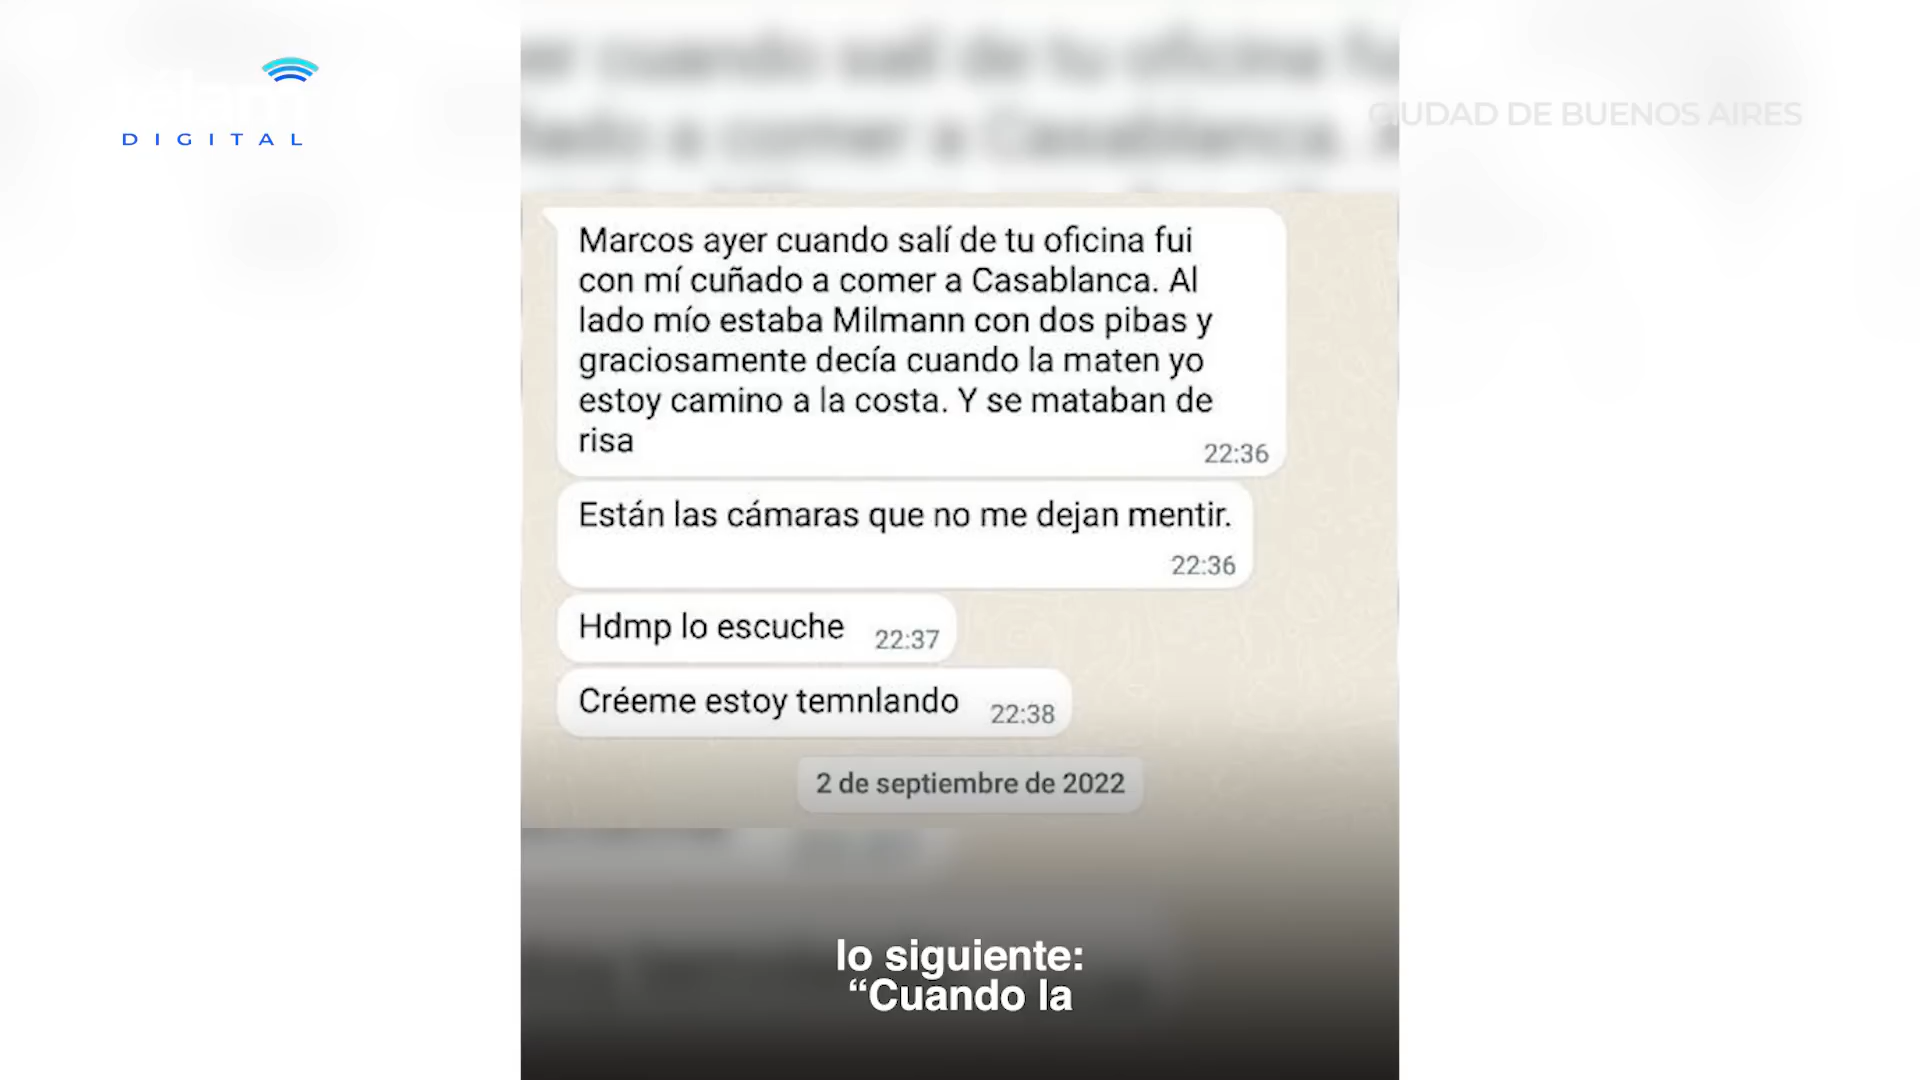 DIGITAL
CIUDAD DE BUENOS AIRES
Marcos ayer cuando salí de tu oficina fui
con mí cuñado a comer a Casablanca. Al
lado mío estaba Milmann con dos pibas y
graciosamente decía cuando la maten yo
estoy camino a la costa. Y se mataban de
risa
22:36
Están las cámaras que no me dejan mentir.
22:36
Hdmp lo escuche 22:37
Créeme estoy temnlando 22:38
2 de septiembre de 2022
lo siguiente:
“Cuando la